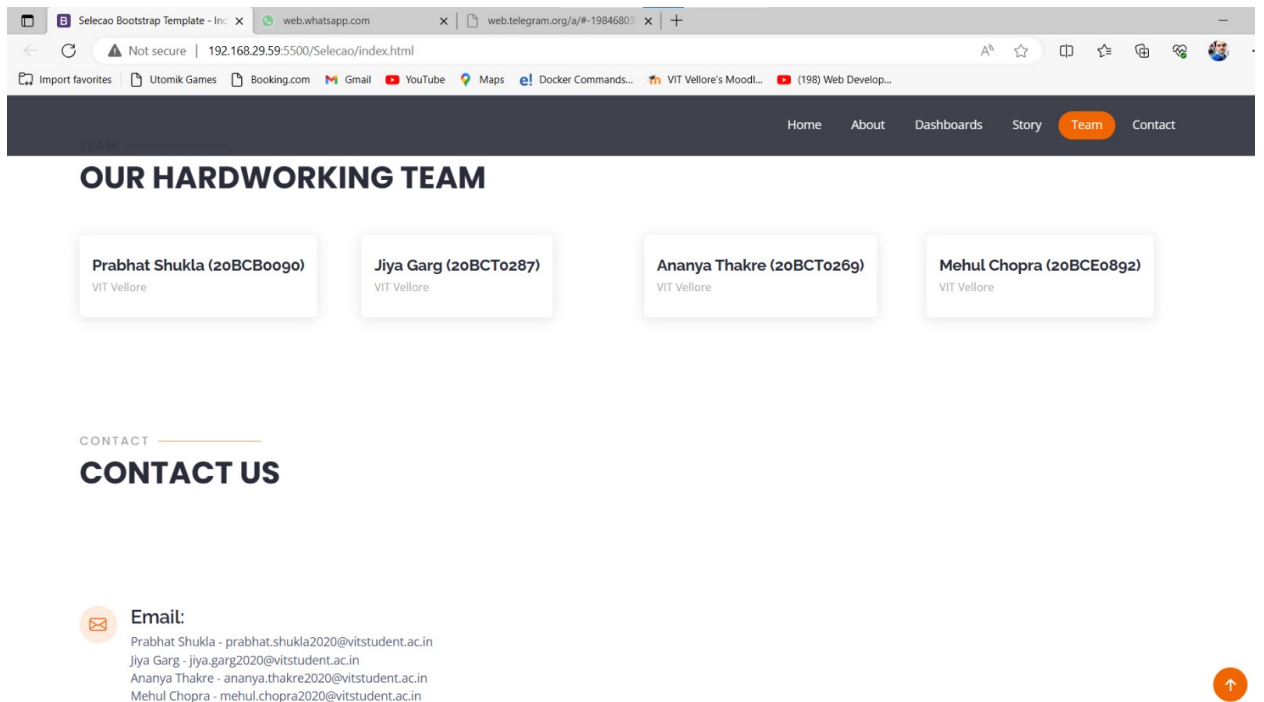 Selecao Bootstrap Template - Ind
web.whatsapp.com
web.telegram.org/a/#-19846803
Not secure | 192.168.29.59:5500/Selecao/index.html
Import favorites Utomik Games Booking.com Gmail YouTube Maps Docker Commands... VIT Vellore's Moodl... (198) Web Develop...
Home About Dashboards Story Team Contact
TEAM
OUR HARDWORKING TEAM
Prabhat Shukla (20BCB0090)
VIT Vellore
Jiya Garg (20BCT0287)
VIT Vellore
Ananya Thakre (20BCT0269)
VIT Vellore
Mehul Chopra (20BCE0892)
VIT Vellore
CONTACT
CONTACT US
Email:
Prabhat Shukla - prabhat.shukla2020@vitstudent.ac.in
Jiya Garg - jiya.garg2020@vitstudent.ac.in
Ananya Thakre - ananya.thakre2020@vitstudent.ac.in
Mehul Chopra - mehul.chopra2020@vitstudent.ac.in